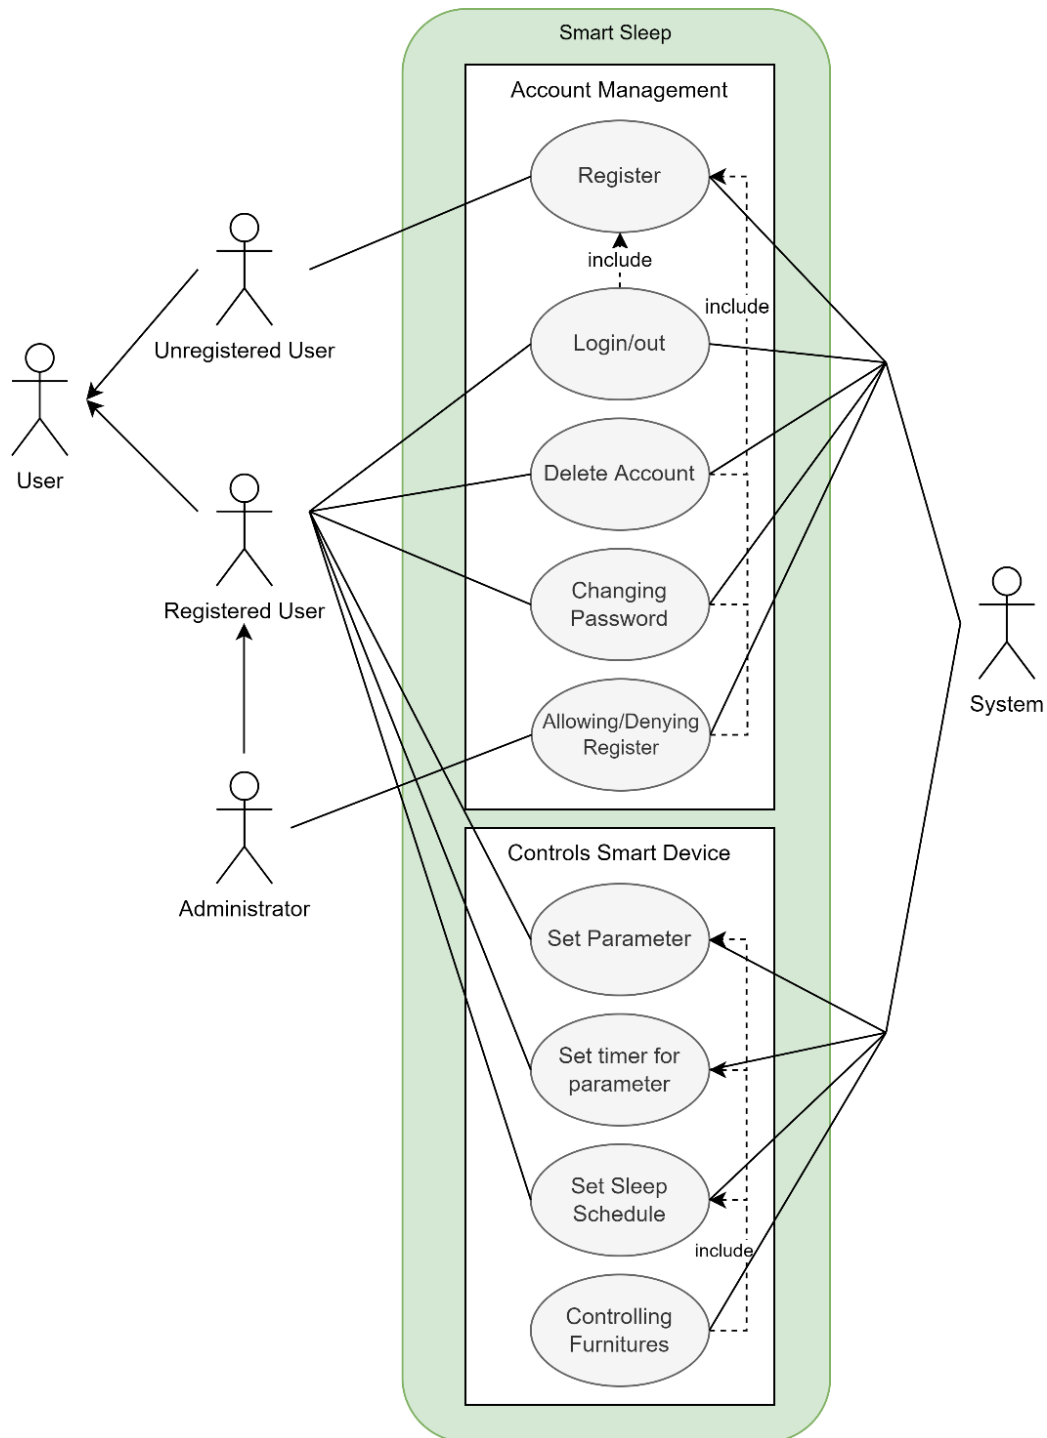 Smart Sleep
Account Management
Register
include
include
Login/out
Unregistered User
User
Delete Account
Registered User
Changing
Password
System
Allowing/Denying
Register
Administrator
Controls Smart Device
Set Parameter
Set timer for
parameter
Set Sleep
Schedule
include
Controlling
Furnitures